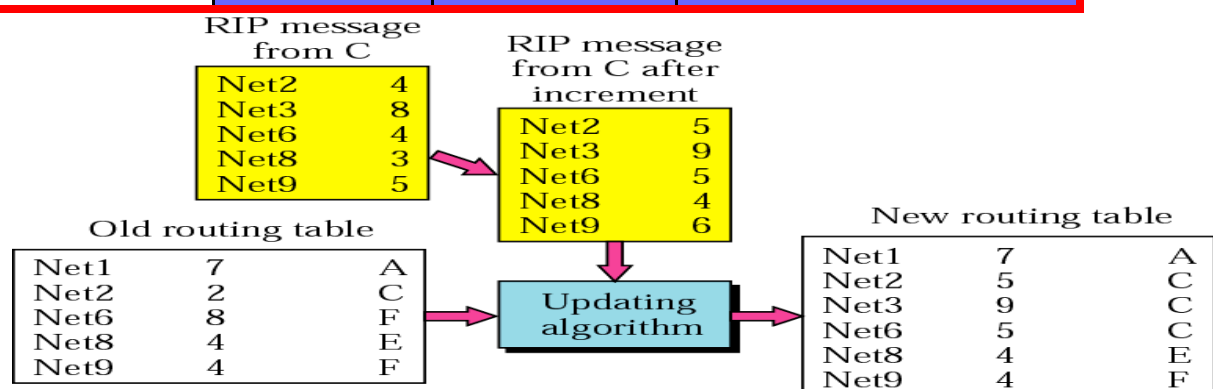 RIP message
from C
Net2 4
Net3 8
Net6 4
Net8 3
Net9 5
RIP message
from C after
increment
Net2 5
Net3 9
Net6 5
Net8 4
Net9 6
Old routing table
Net1 7 A
Net2 2 C
Net6 8 F
Net8 4 E
Net9 4 F
Updating
algorithm
New routing table
Net1 7 A
Net2 5 C
Net3 9 C
Net6 5 C
Net8 4 E
Net9 4 F